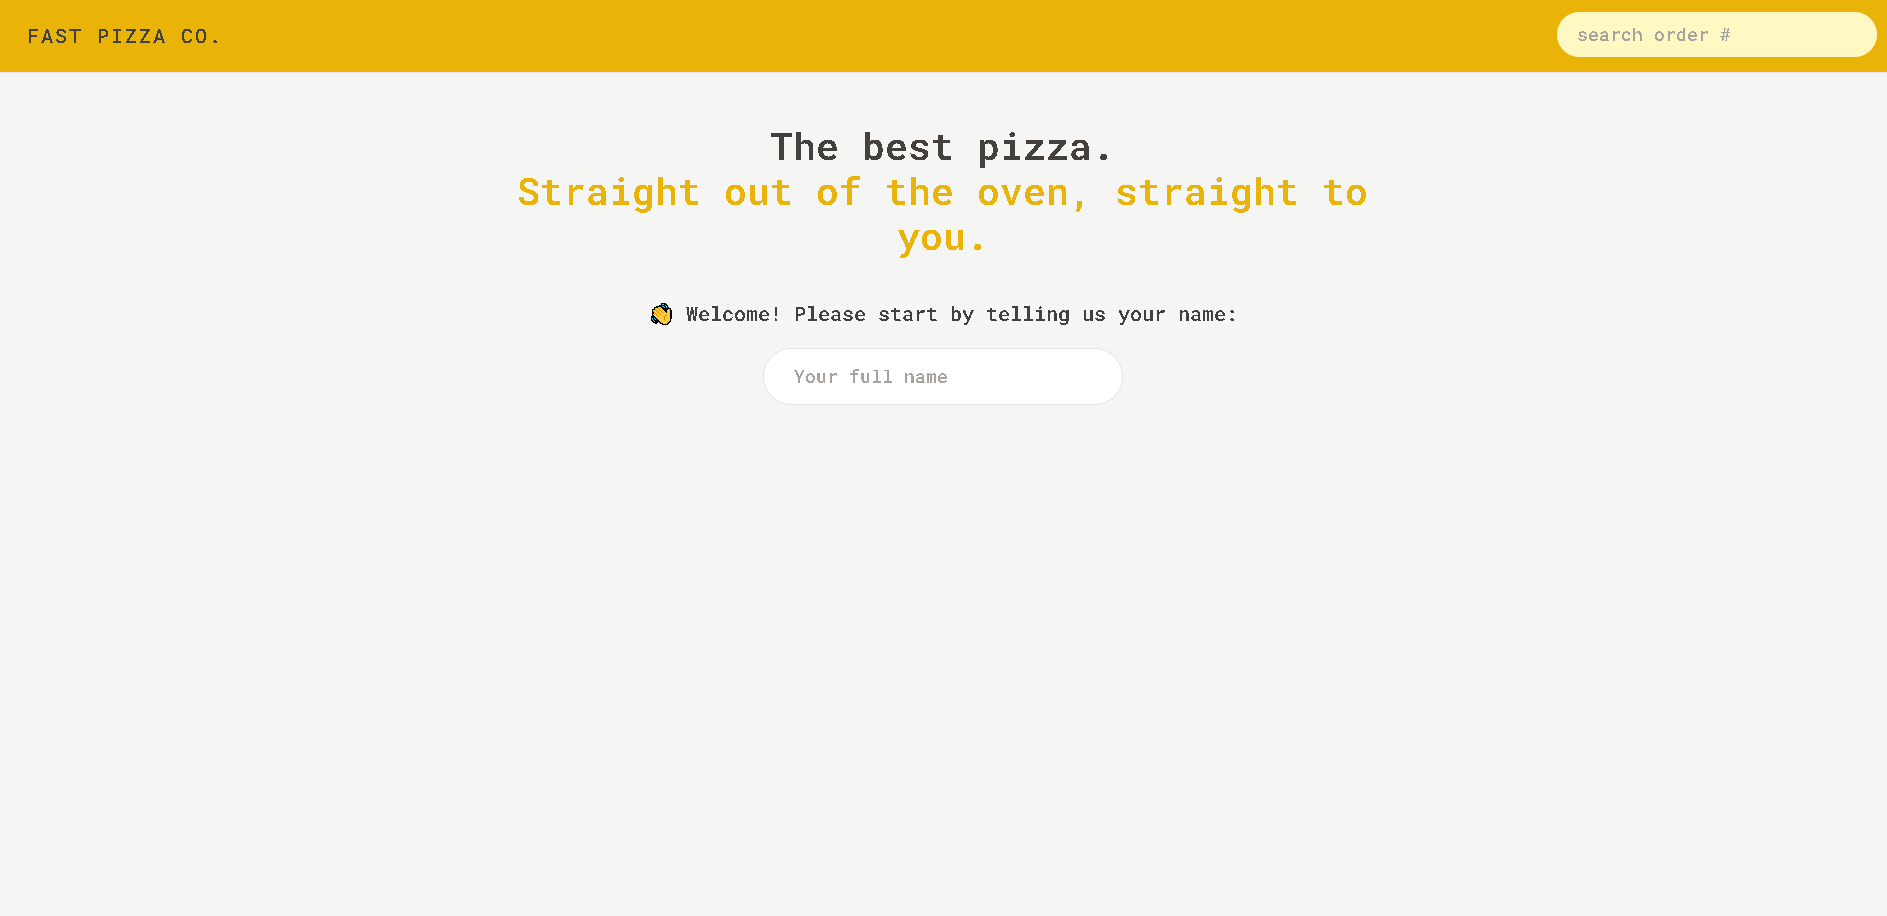 FAST PIZZA CO.
search order #
The best pizza.
Straight out of the oven, straight to
you.
👋 Welcome! Please start by telling us your name:
Your full name